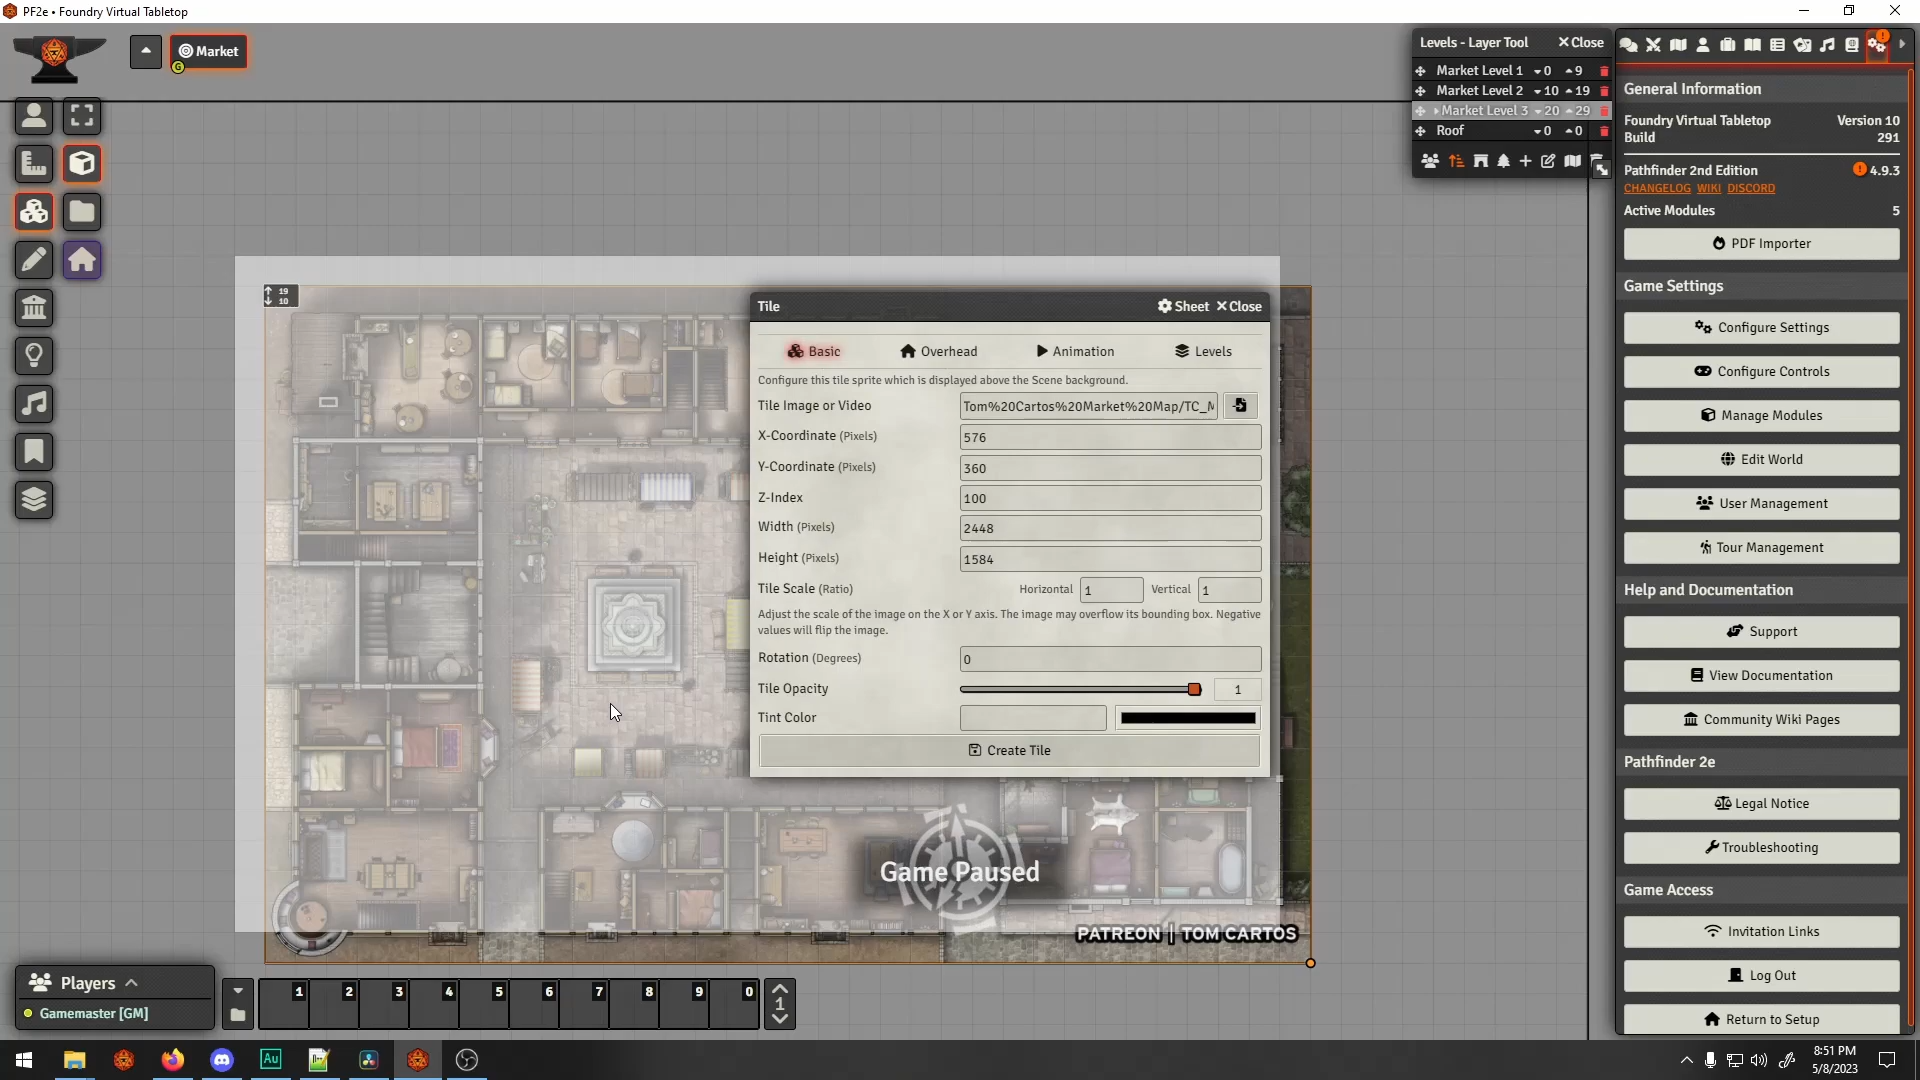 PF2e • Foundry Virtual Tabletop
Market
G
Levels - Layer Tool
Close
Market Level 1 0 9
Market Level 2 10 19
Market Level 3 20 29
Roof 0 0
General Information
Foundry Virtual Tabletop Build
Version 10 291
Pathfinder 2nd Edition
4.9.3
CHANGELOG WIKI DISCORD
Active Modules
5
PDF Importer
Game Settings
Configure Settings
Configure Controls
Manage Modules
Edit World
User Management
Tour Management
Help and Documentation
Support
View Documentation
Community Wiki Pages
Pathfinder 2e
Legal Notice
Troubleshooting
Game Access
Invitation Links
Log Out
Return to Setup
19
10
Tile
Sheet
Close
Basic
Overhead
Animation
Levels
Configure this tile sprite which is displayed above the Scene background.
Tile Image or Video
Tom%20Cartos%20Market%20Map/TC_M
X-Coordinate (Pixels)
576
Y-Coordinate (Pixels)
360
Z-Index
100
Width (Pixels)
2448
Height (Pixels)
1584
Tile Scale (Ratio)
Horizontal
1
Vertical
1
Adjust the scale of the image on the X or Y axis. The image may overflow its bounding box. Negative
values will flip the image.
Rotation (Degrees)
0
Tile Opacity
1
Tint Color
Create Tile
Game Paused
PATREON | TOM CARTOS
Players
Gamemaster [GM]
1 2 3 4 5 6 7 8 9 0
1
Au
8:51 PM
5/8/2023